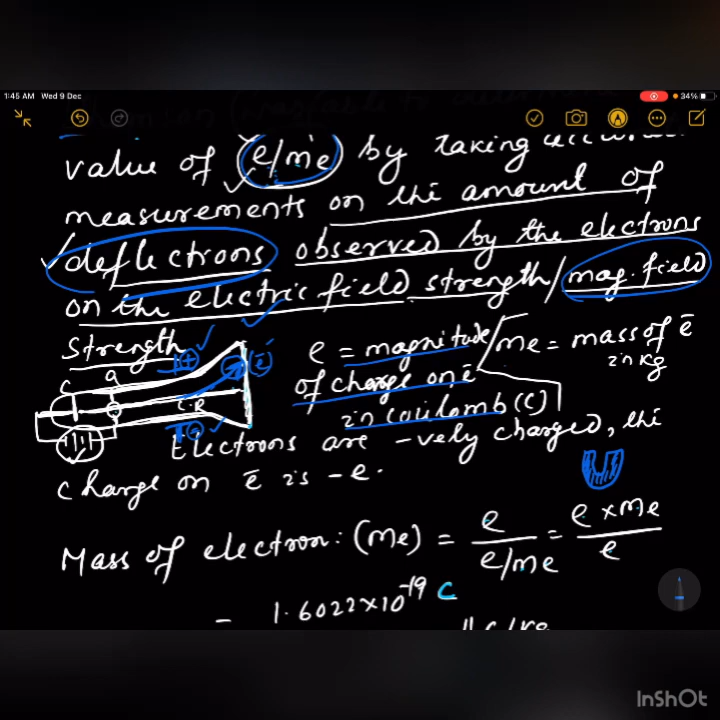 1:45 AM Wed 9 Dec
34%
value of (e/me) by taking
measurements on the amount of
deflections observed by the electrons
on the electric field strength/mag. field
strength
e = magnitude / me = mass of ē
of charge on ē in kg
in coulomb (C)
c a + (ē)
C.R
Electrons are -vely charged, the
charge on ē is -e.
U
Mass of electron: (me) = e / e/me = e × me / e
= 1.6022×10⁻¹⁹ C
InShOt